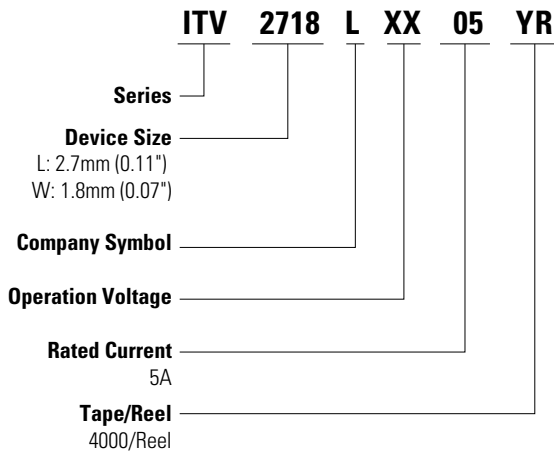 ITV 2718 L XX 05 YR
Series
Device Size
L: 2.7mm (0.11")
W: 1.8mm (0.07")
Company Symbol
Operation Voltage
Rated Current
5A
Tape/Reel
4000/Reel